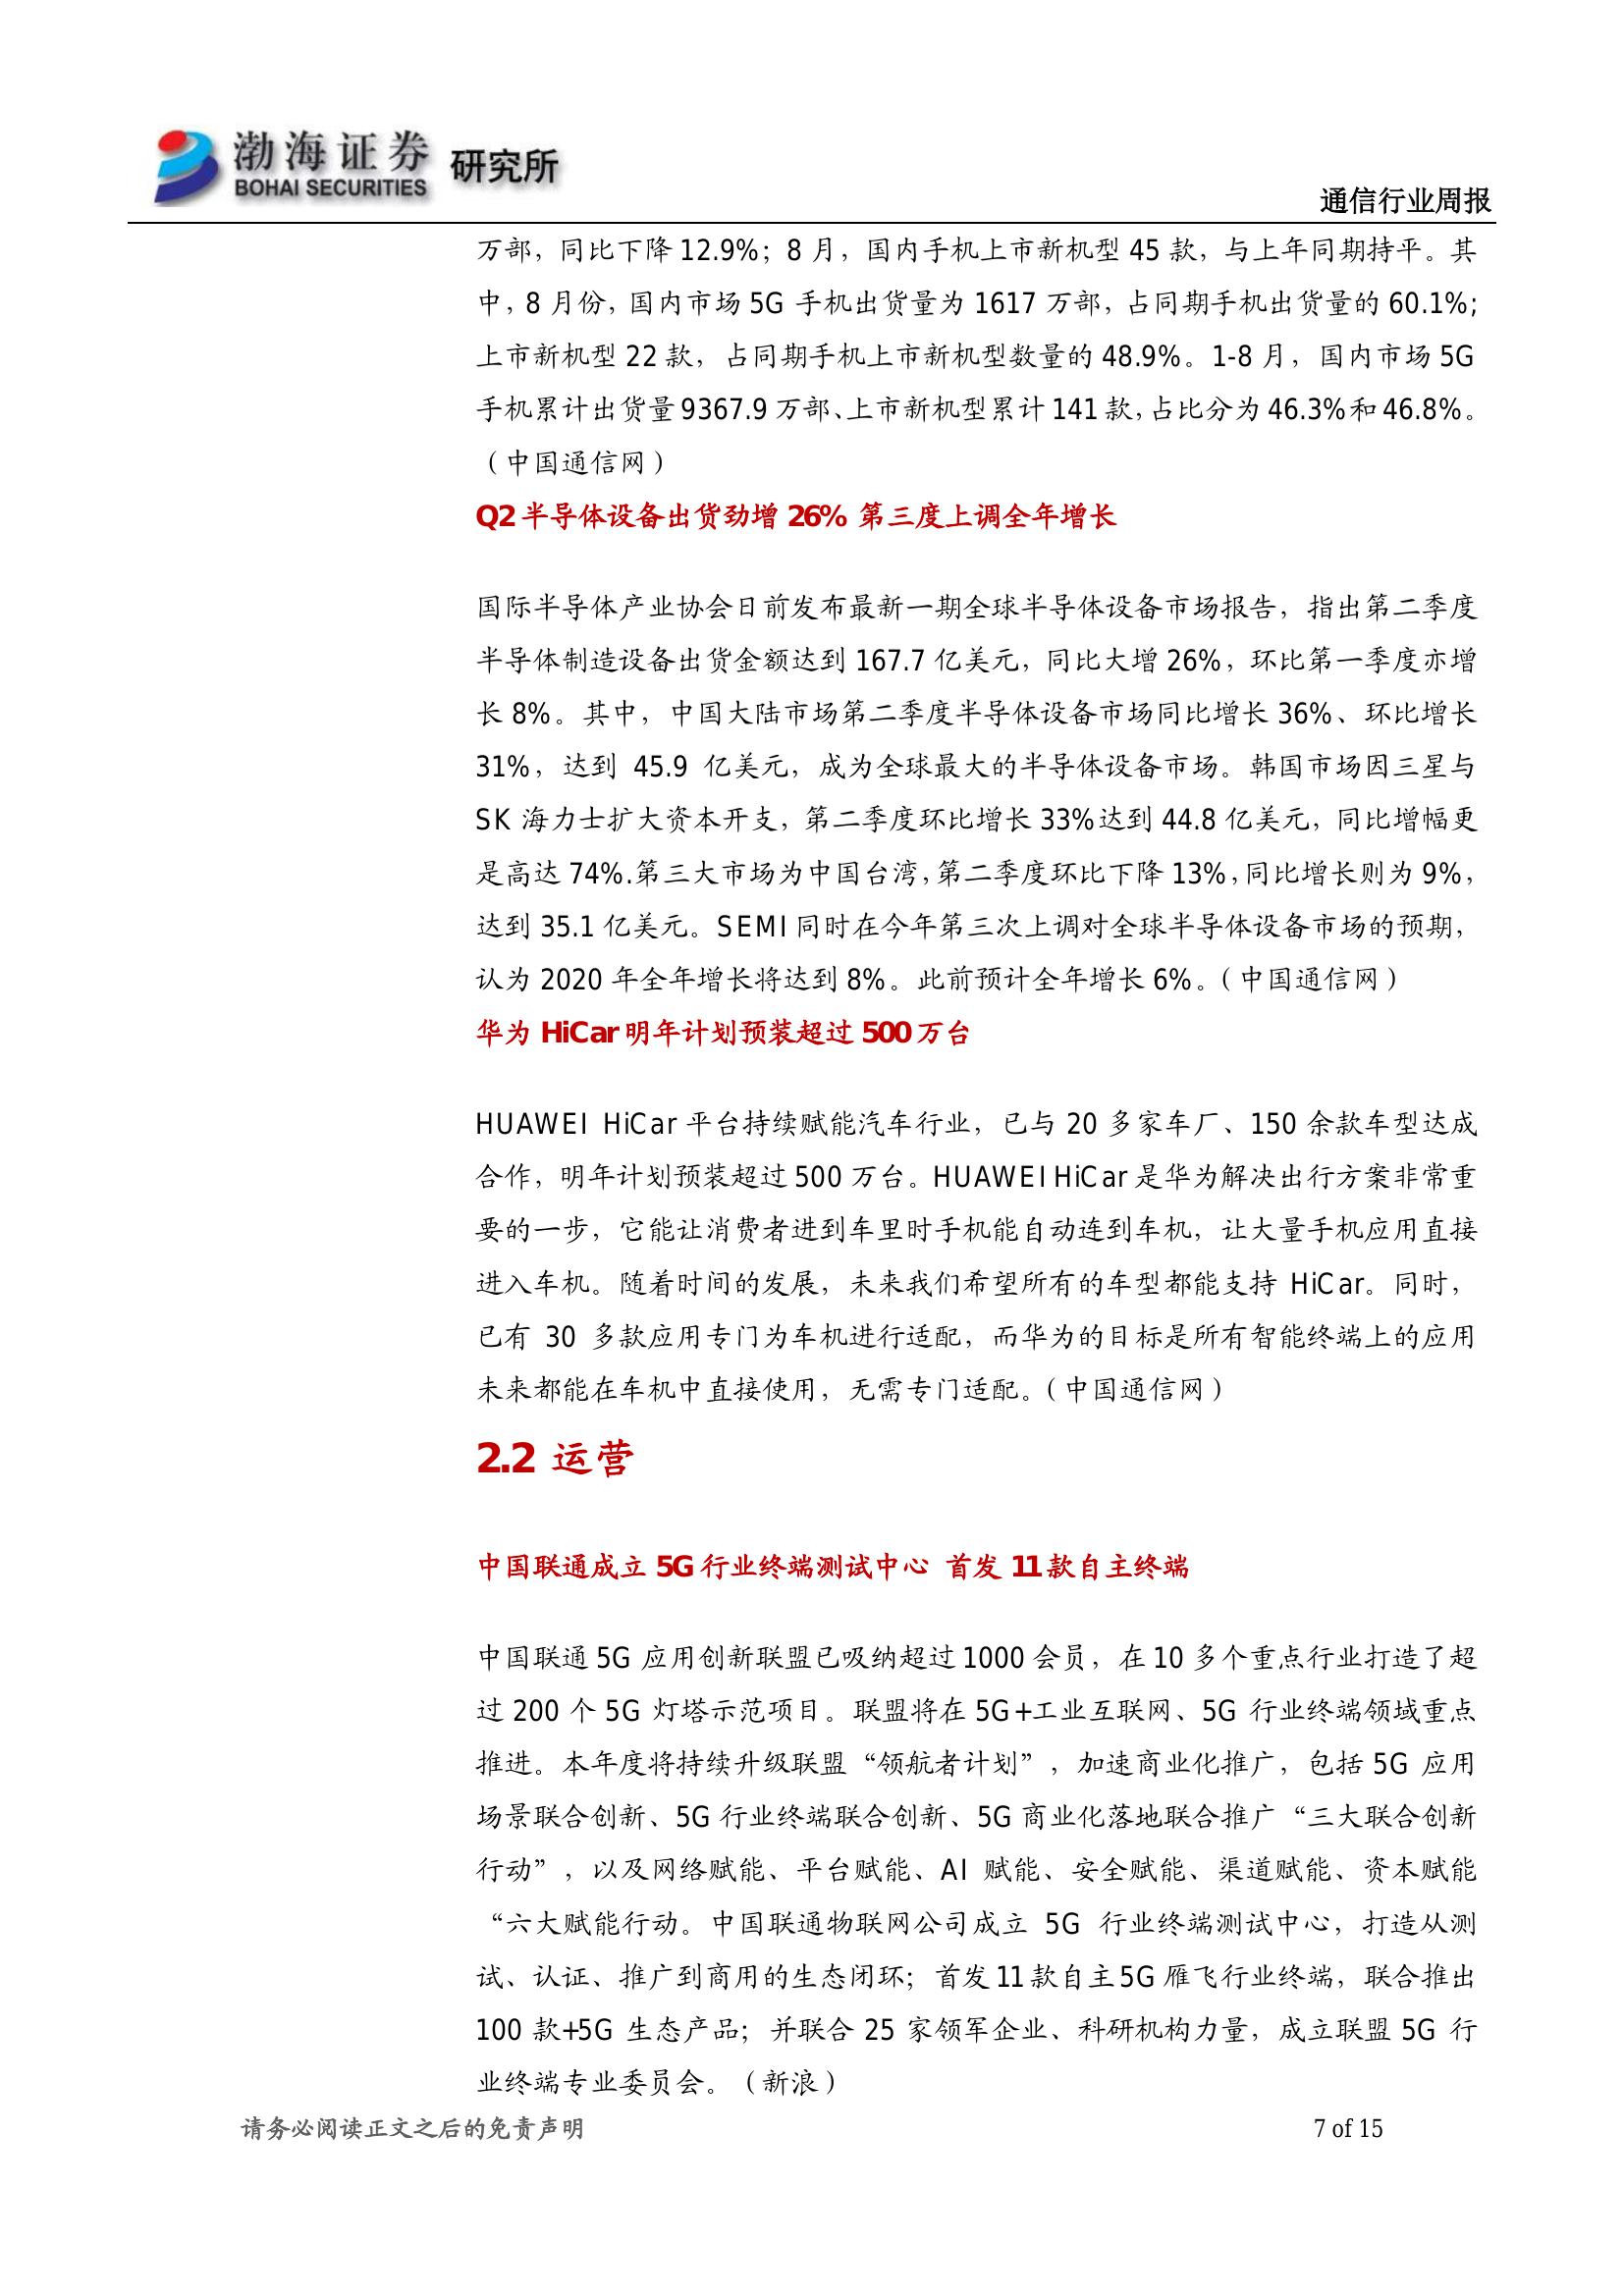 渤海证券 研究所
BOHAI SECURITIES
通信行业周报
万部，同比下降 12.9%；8 月，国内手机上市新机型 45 款，与上年同期持平。其
中，8 月份，国内市场 5G 手机出货量为 1617 万部，占同期手机出货量的 60.1%；
上市新机型 22 款，占同期手机上市新机型数量的 48.9%。1-8 月，国内市场 5G
手机累计出货量 9367.9 万部、上市新机型累计 141 款，占比分为 46.3%和 46.8%。
（中国通信网）
Q2 半导体设备出货劲增 26% 第三度上调全年增长
国际半导体产业协会日前发布最新一期全球半导体设备市场报告，指出第二季度
半导体制造设备出货金额达到 167.7 亿美元，同比大增 26%，环比第一季度亦增
长 8%。其中，中国大陆市场第二季度半导体设备市场同比增长 36%、环比增长
31%，达到 45.9 亿美元，成为全球最大的半导体设备市场。韩国市场因三星与
SK 海力士扩大资本开支，第二季度环比增长 33%达到 44.8 亿美元，同比增幅更
是高达 74%.第三大市场为中国台湾，第二季度环比下降 13%，同比增长则为 9%，
达到 35.1 亿美元。SEMI 同时在今年第三次上调对全球半导体设备市场的预期，
认为 2020 年全年增长将达到 8%。此前预计全年增长 6%。（中国通信网）
华为 HiCar 明年计划预装超过 500 万台
HUAWEI HiCar 平台持续赋能汽车行业，已与 20 多家车厂、150 余款车型达成
合作，明年计划预装超过 500 万台。HUAWEI HiCar 是华为解决出行方案非常重
要的一步，它能让消费者进到车里时手机能自动连到车机，让大量手机应用直接
进入车机。随着时间的发展，未来我们希望所有的车型都能支持 HiCar。同时，
已有 30 多款应用专门为车机进行适配，而华为的目标是所有智能终端上的应用
未来都能在车机中直接使用，无需专门适配。（中国通信网）
2.2 运营
中国联通成立 5G 行业终端测试中心 首发 11 款自主终端
中国联通 5G 应用创新联盟已吸纳超过 1000 会员，在 10 多个重点行业打造了超
过 200 个 5G 灯塔示范项目。联盟将在 5G+工业互联网、5G 行业终端领域重点
推进。本年度将持续升级联盟“领航者计划”，加速商业化推广，包括 5G 应用
场景联合创新、5G 行业终端联合创新、5G 商业化落地联合推广“三大联合创新
行动”，以及网络赋能、平台赋能、AI 赋能、安全赋能、渠道赋能、资本赋能
“六大赋能行动。中国联通物联网公司成立 5G 行业终端测试中心，打造从测
试、认证、推广到商用的生态闭环；首发 11 款自主 5G 雁飞行业终端，联合推出
100 款+5G 生态产品；并联合 25 家领军企业、科研机构力量，成立联盟 5G 行
业终端专业委员会。（新浪）
请务必阅读正文之后的免责声明 7 of 15